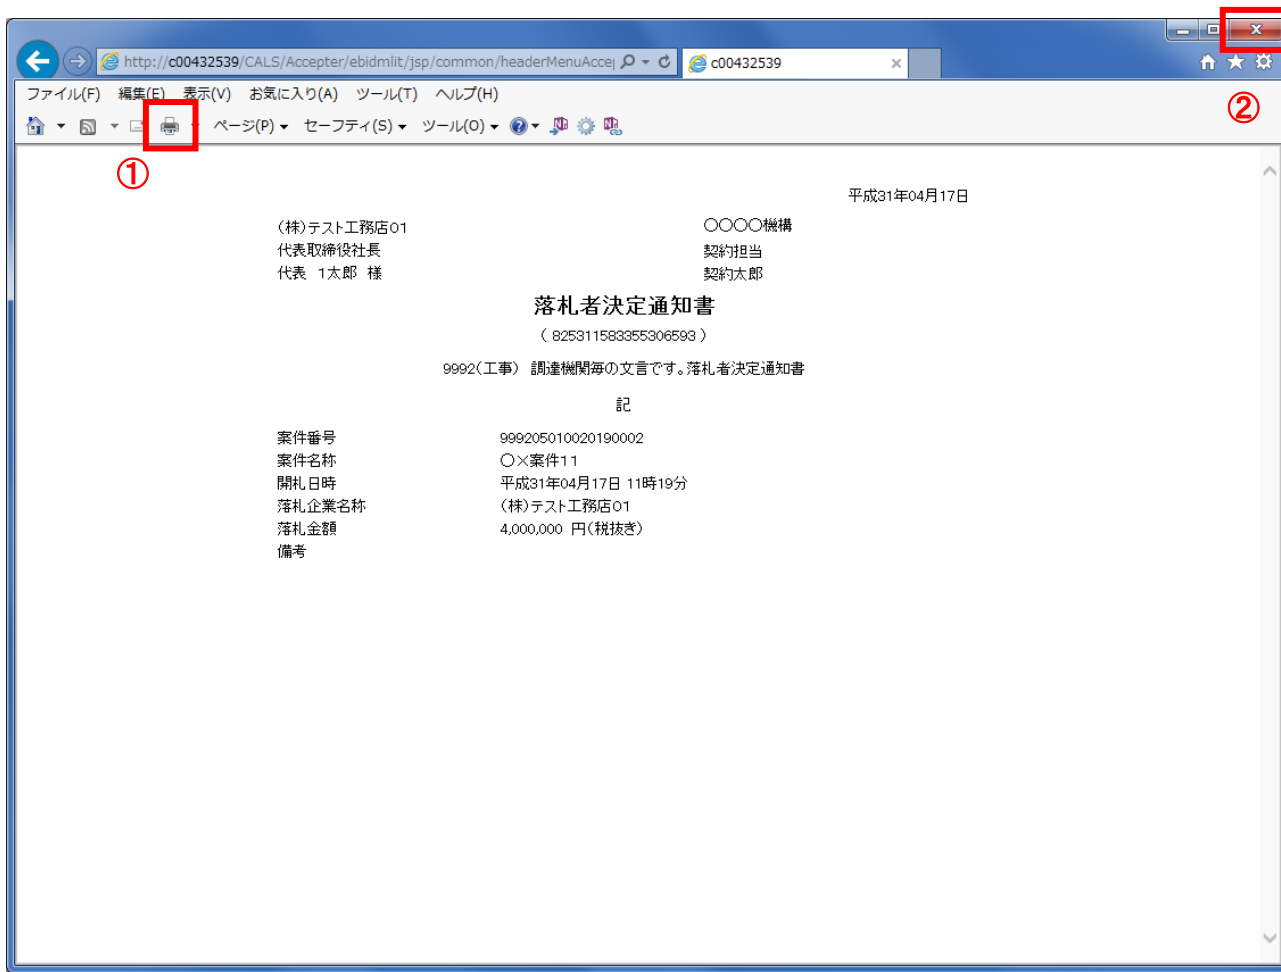 http://c00432539/CALS/Accepter/ebidmlit/jsp/common/headerMenuAccep
c00432539
ファイル(F) 編集(E) 表示(V) お気に入り(A) ツール(T) ヘルプ(H)
②
ページ(P) セーフティ(S) ツール(O)
①
平成31年04月17日
(株)テスト工務店01 〇〇〇〇機構
代表取締役社長 契約担当
代表 1太郎 様 契約太郎
落札者決定通知書
( 825311583355306593 )
9992(工事) 調達機関毎の文言です。落札者決定通知書
記
案件番号 999205010020190002
案件名称 〇×案件11
開札日時 平成31年04月17日 11時19分
落札企業名称 (株)テスト工務店01
落札金額 4,000,000 円(税抜き)
備考